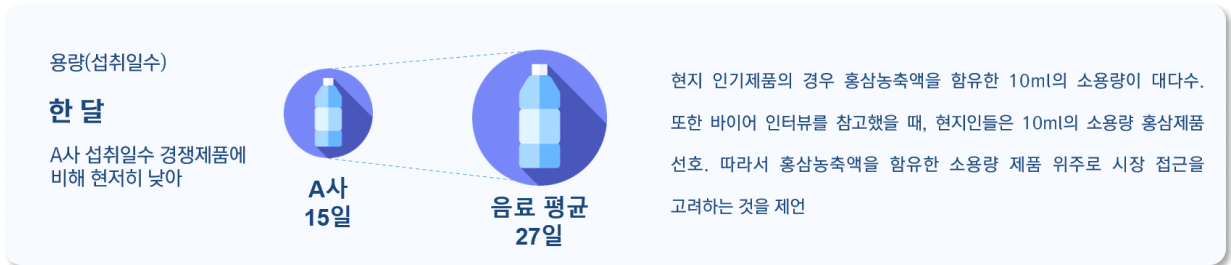 용량(섭취일수)
한 달
A사 섭취일수 경쟁제품에
비해 현저히 낮아
A사
15일
음료 평균
27일
현지 인기제품의 경우 홍삼농축액을 함유한 10ml의 소용량이 대다수.
또한 바이어 인터뷰를 참고했을 때, 현지인들은 10ml의 소용량 홍삼제품
선호. 따라서 홍삼농축액을 함유한 소용량 제품 위주로 시장 접근을
고려하는 것을 제언